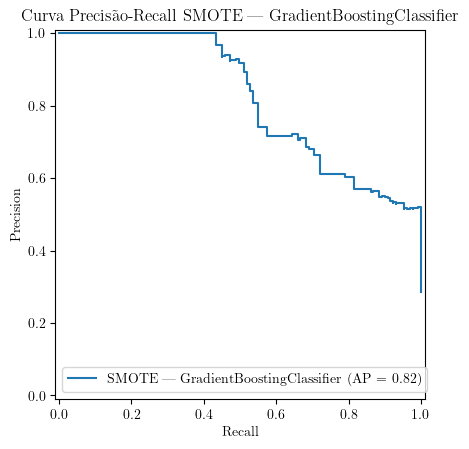 Curva Precisão-Recall SMOTE — GradientBoostingClassifier
1.0
0.8
0.6
0.4
0.2
0.0
Precision
SMOTE — GradientBoostingClassifier (AP = 0.82)
0.0 0.2 0.4 0.6 0.8 1.0
Recall